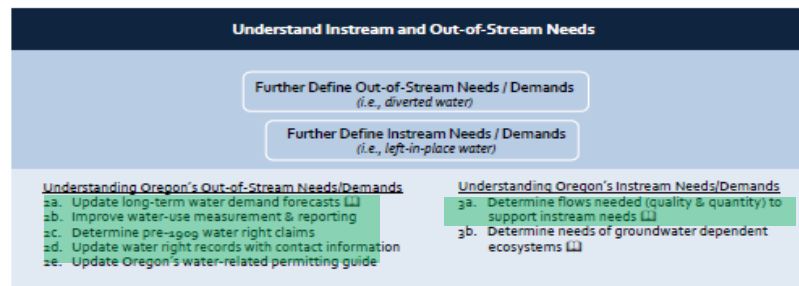 Understand Instream and Out-of-Stream Needs
Further Define Out-of-Stream Needs / Demands
(i.e., diverted water)
Further Define Instream Needs / Demands
(i.e., left-in-place water)
Understanding Oregon's Out-of-Stream Needs/Demands
2a. Update long-term water demand forecasts
2b. Improve water-use measurement & reporting
2c. Determine pre-1909 water right claims
2d. Update water right records with contact information
2e. Update Oregon's water-related permitting guide
Understanding Oregon's Instream Needs/Demands
3a. Determine flows needed (quality & quantity) to
support instream needs
3b. Determine needs of groundwater dependent
ecosystems